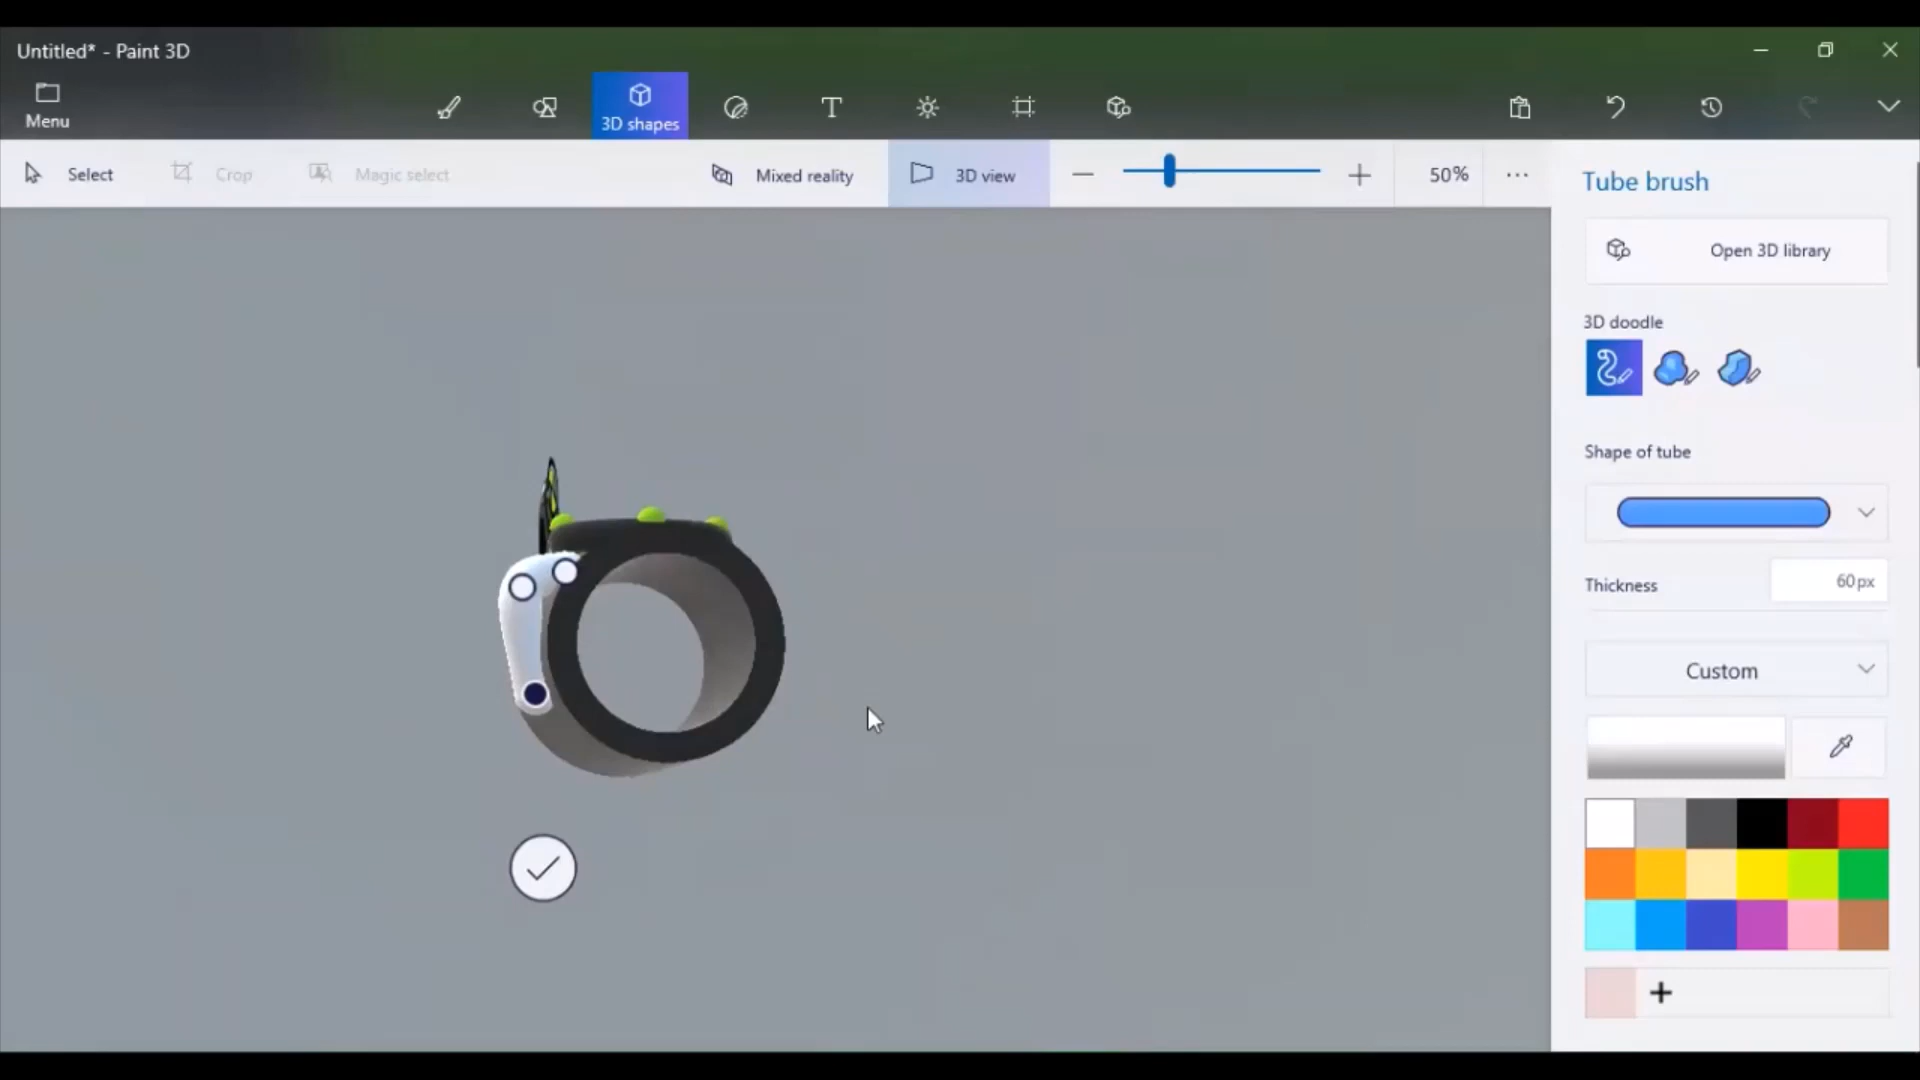 Untitled* - Paint 3D
Menu
3D shapes
Select
Crop
Magic select
Mixed reality
3D view
50%
Tube brush
Open 3D library
3D doodle
Shape of tube
Thickness
60px
Custom